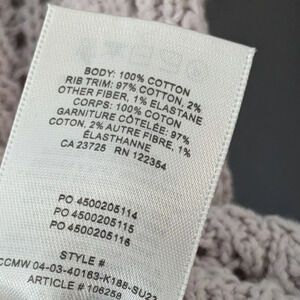 BODY: 100% COTTON
RIB TRIM: 97% COTTON, 2%
OTHER FIBER, 1% ELASTANE
CORPS: 100% COTON
GARNITURE CÔTELÉE: 97%
COTON, 2% AUTRE FIBRE, 1%
ÉLASTHANNE
CA 23725 RN 122354
PO 4500205114
PO 4500205115
PO 4500205116
STYLE #
CCMW 04-03-40163-K188-SU23
ARTICLE # 106258